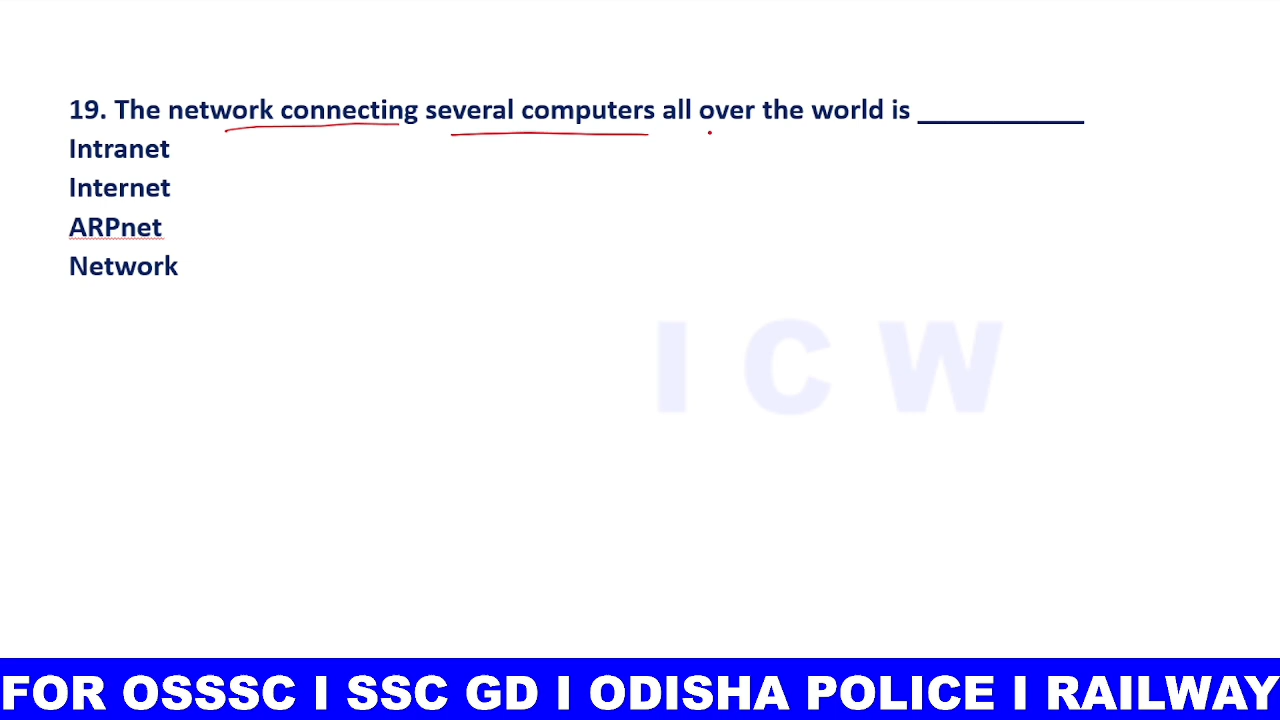 19. The network connecting several computers all over the world is ____________
Intranet
Internet
ARPnet
Network
I C W
FOR OSSSC I SSC GD I ODISHA POLICE I RAILWAY